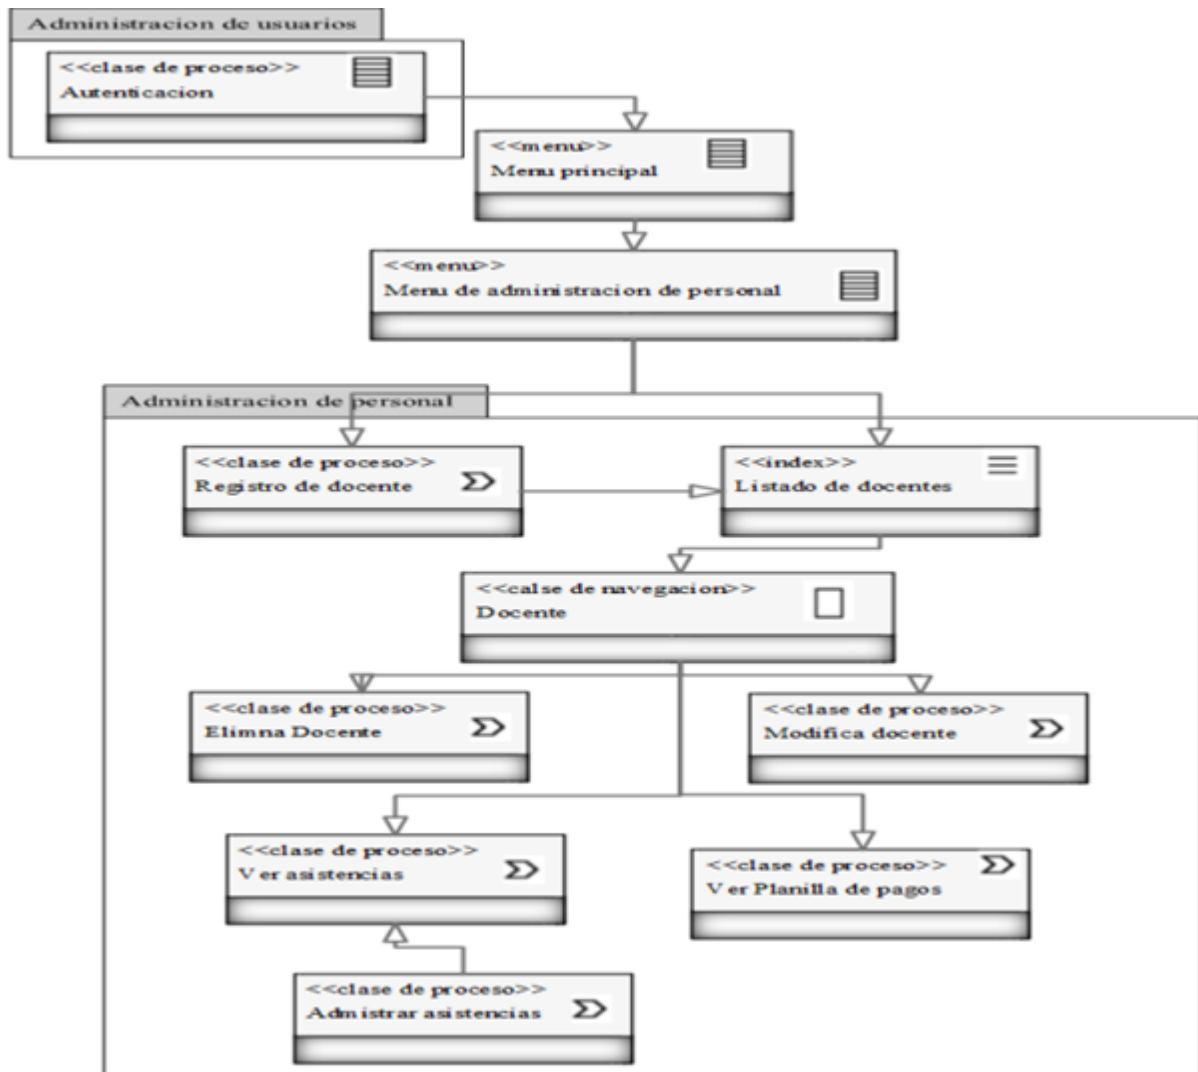 Administracion de usuarios
<<clase de proceso>>
Autenticacion
<<menu>>
Menu principal
<<menu>>
Menu de administracion de personal
Administracion de personal
<<clase de proceso>>
Registro de docente
<<index>>
Listado de docentes
<<calse de navegacion>>
Docente
<<clase de proceso>>
Elimna Docente
<<clase de proceso>>
Modifica docente
<<clase de proceso>>
Ver asistencias
<<clase de proceso>>
Ver Planilla de pagos
<<clase de proceso>>
Admistrar asistencias